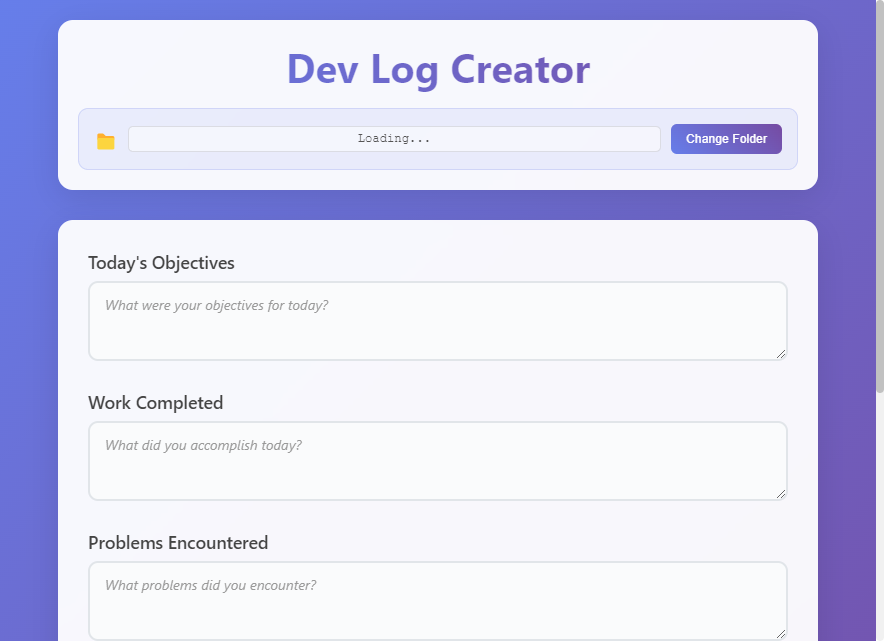 Dev Log Creator
Loading...
Change Folder
Today's Objectives
What were your objectives for today?
Work Completed
What did you accomplish today?
Problems Encountered
What problems did you encounter?